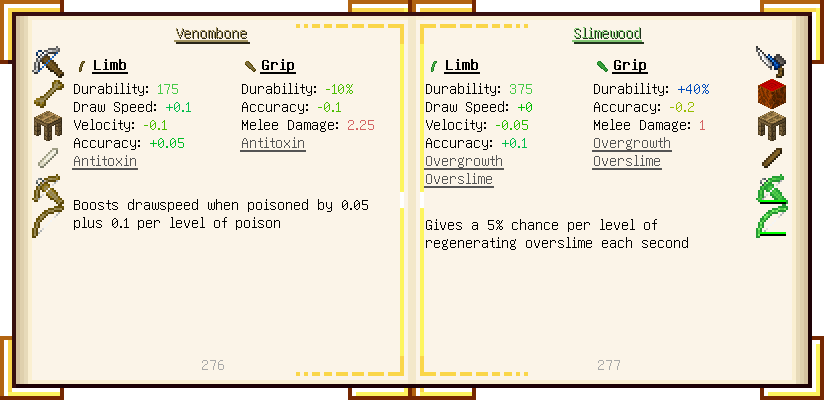 Venombone
Limb
Durability: 175
Draw Speed: +0.1
Velocity: -0.1
Accuracy: +0.05
Antitoxin
Grip
Durability: -10%
Accuracy: -0.1
Melee Damage: 2.25
Antitoxin
Boosts drawspeed when poisoned by 0.05
plus 0.1 per level of poison
276
Slimewood
Limb
Durability: 375
Draw Speed: +0
Velocity: -0.05
Accuracy: +0.1
Overgrowth
Overslime
Grip
Durability: +40%
Accuracy: -0.2
Melee Damage: 1
Overgrowth
Overslime
Gives a 5% chance per level of
regenerating overslime each second
277